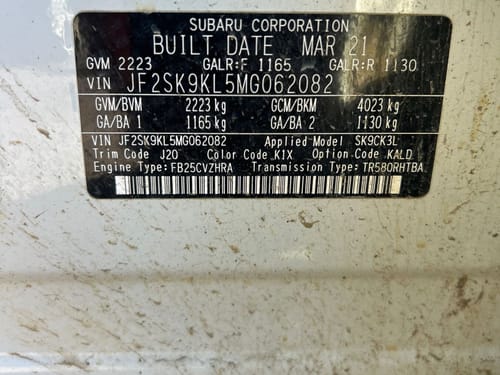 SUBARU CORPORATION
BUILT DATE MAR 21
GVM 2223 GALR:F 1165 GALR:R 1130
VIN JF2SK9KL5MG062082
GVM/BVM 2223 kg GCM/BKM 4023 kg
GA/BA 1 1165 kg GA/BA 2 1130 kg
VIN JF2SK9KL5MG062082 Applied Model SK9CK3L
Trim Code J20 Color Code K1X Option Code KALD
Engine Type: FB25CVZHRA Transmission Type: TR580RHTBA